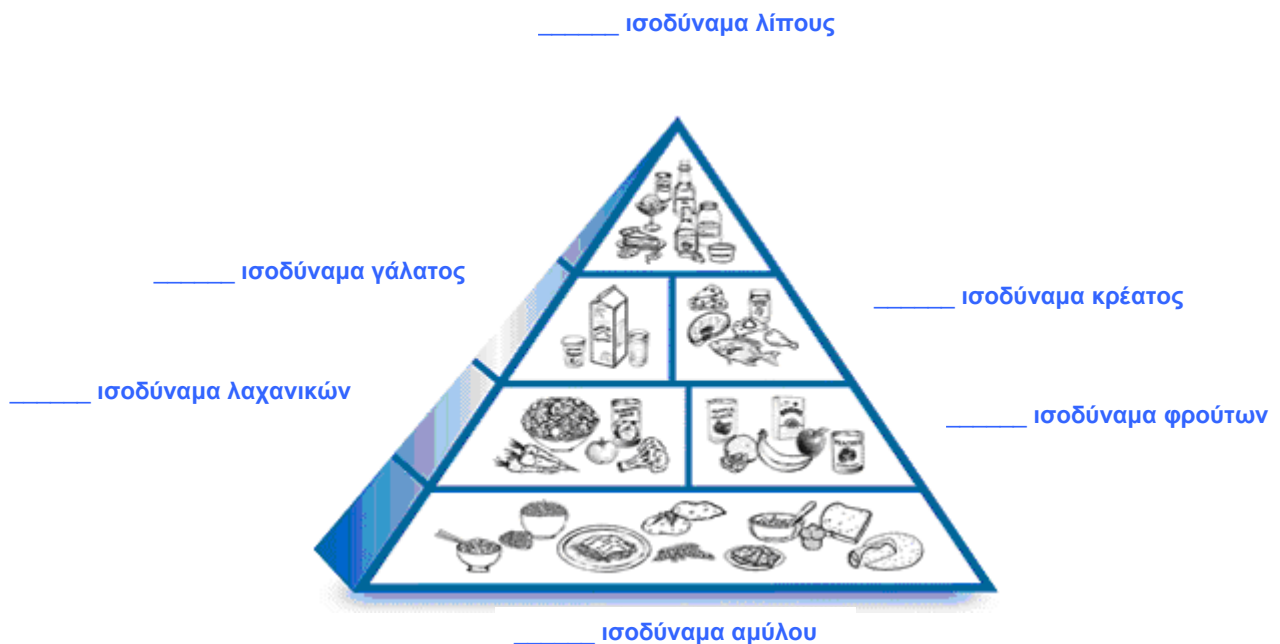 ______ ισοδύναμα λίπους
______ ισοδύναμα γάλατος
______ ισοδύναμα κρέατος
______ ισοδύναμα λαχανικών
______ ισοδύναμα φρούτων
______ ισοδύναμα αμύλου